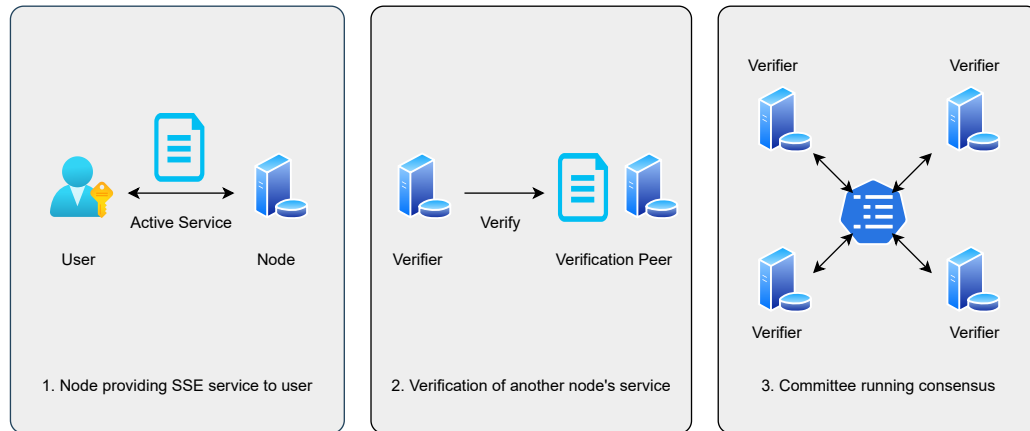 Active Service
User
Node
1. Node providing SSE service to user
Verify
Verifier
Verification Peer
2. Verification of another node's service
Verifier
Verifier
Verifier
Verifier
3. Committee running consensus